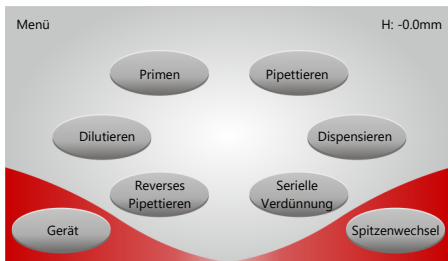 Menü
H: -0.0mm
Primen
Pipettieren
Dilutieren
Dispensieren
Reverses
Pipettieren
Serielle
Verdünnung
Gerät
Spitzenwechsel